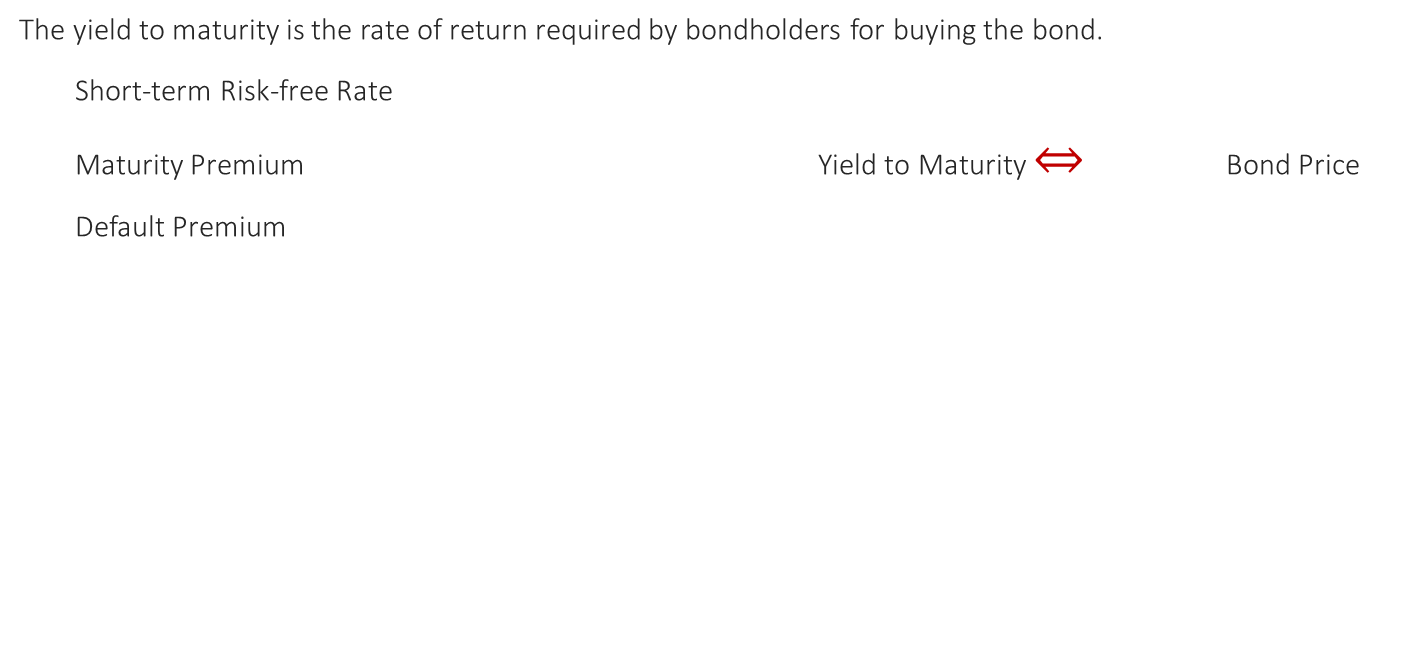 The yield to maturity is the rate of return required by bondholders for buying the bond.
Short-term Risk-free Rate
Maturity Premium
Yield to Maturity ⇔ Bond Price
Default Premium